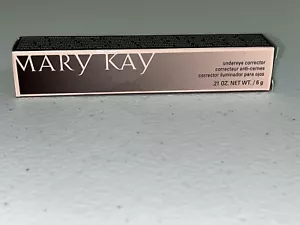 MARY KAY
undereye corrector
correcteur anti-cernes
corrector iluminador para ojos
.21 OZ. NET WT. / 6 g